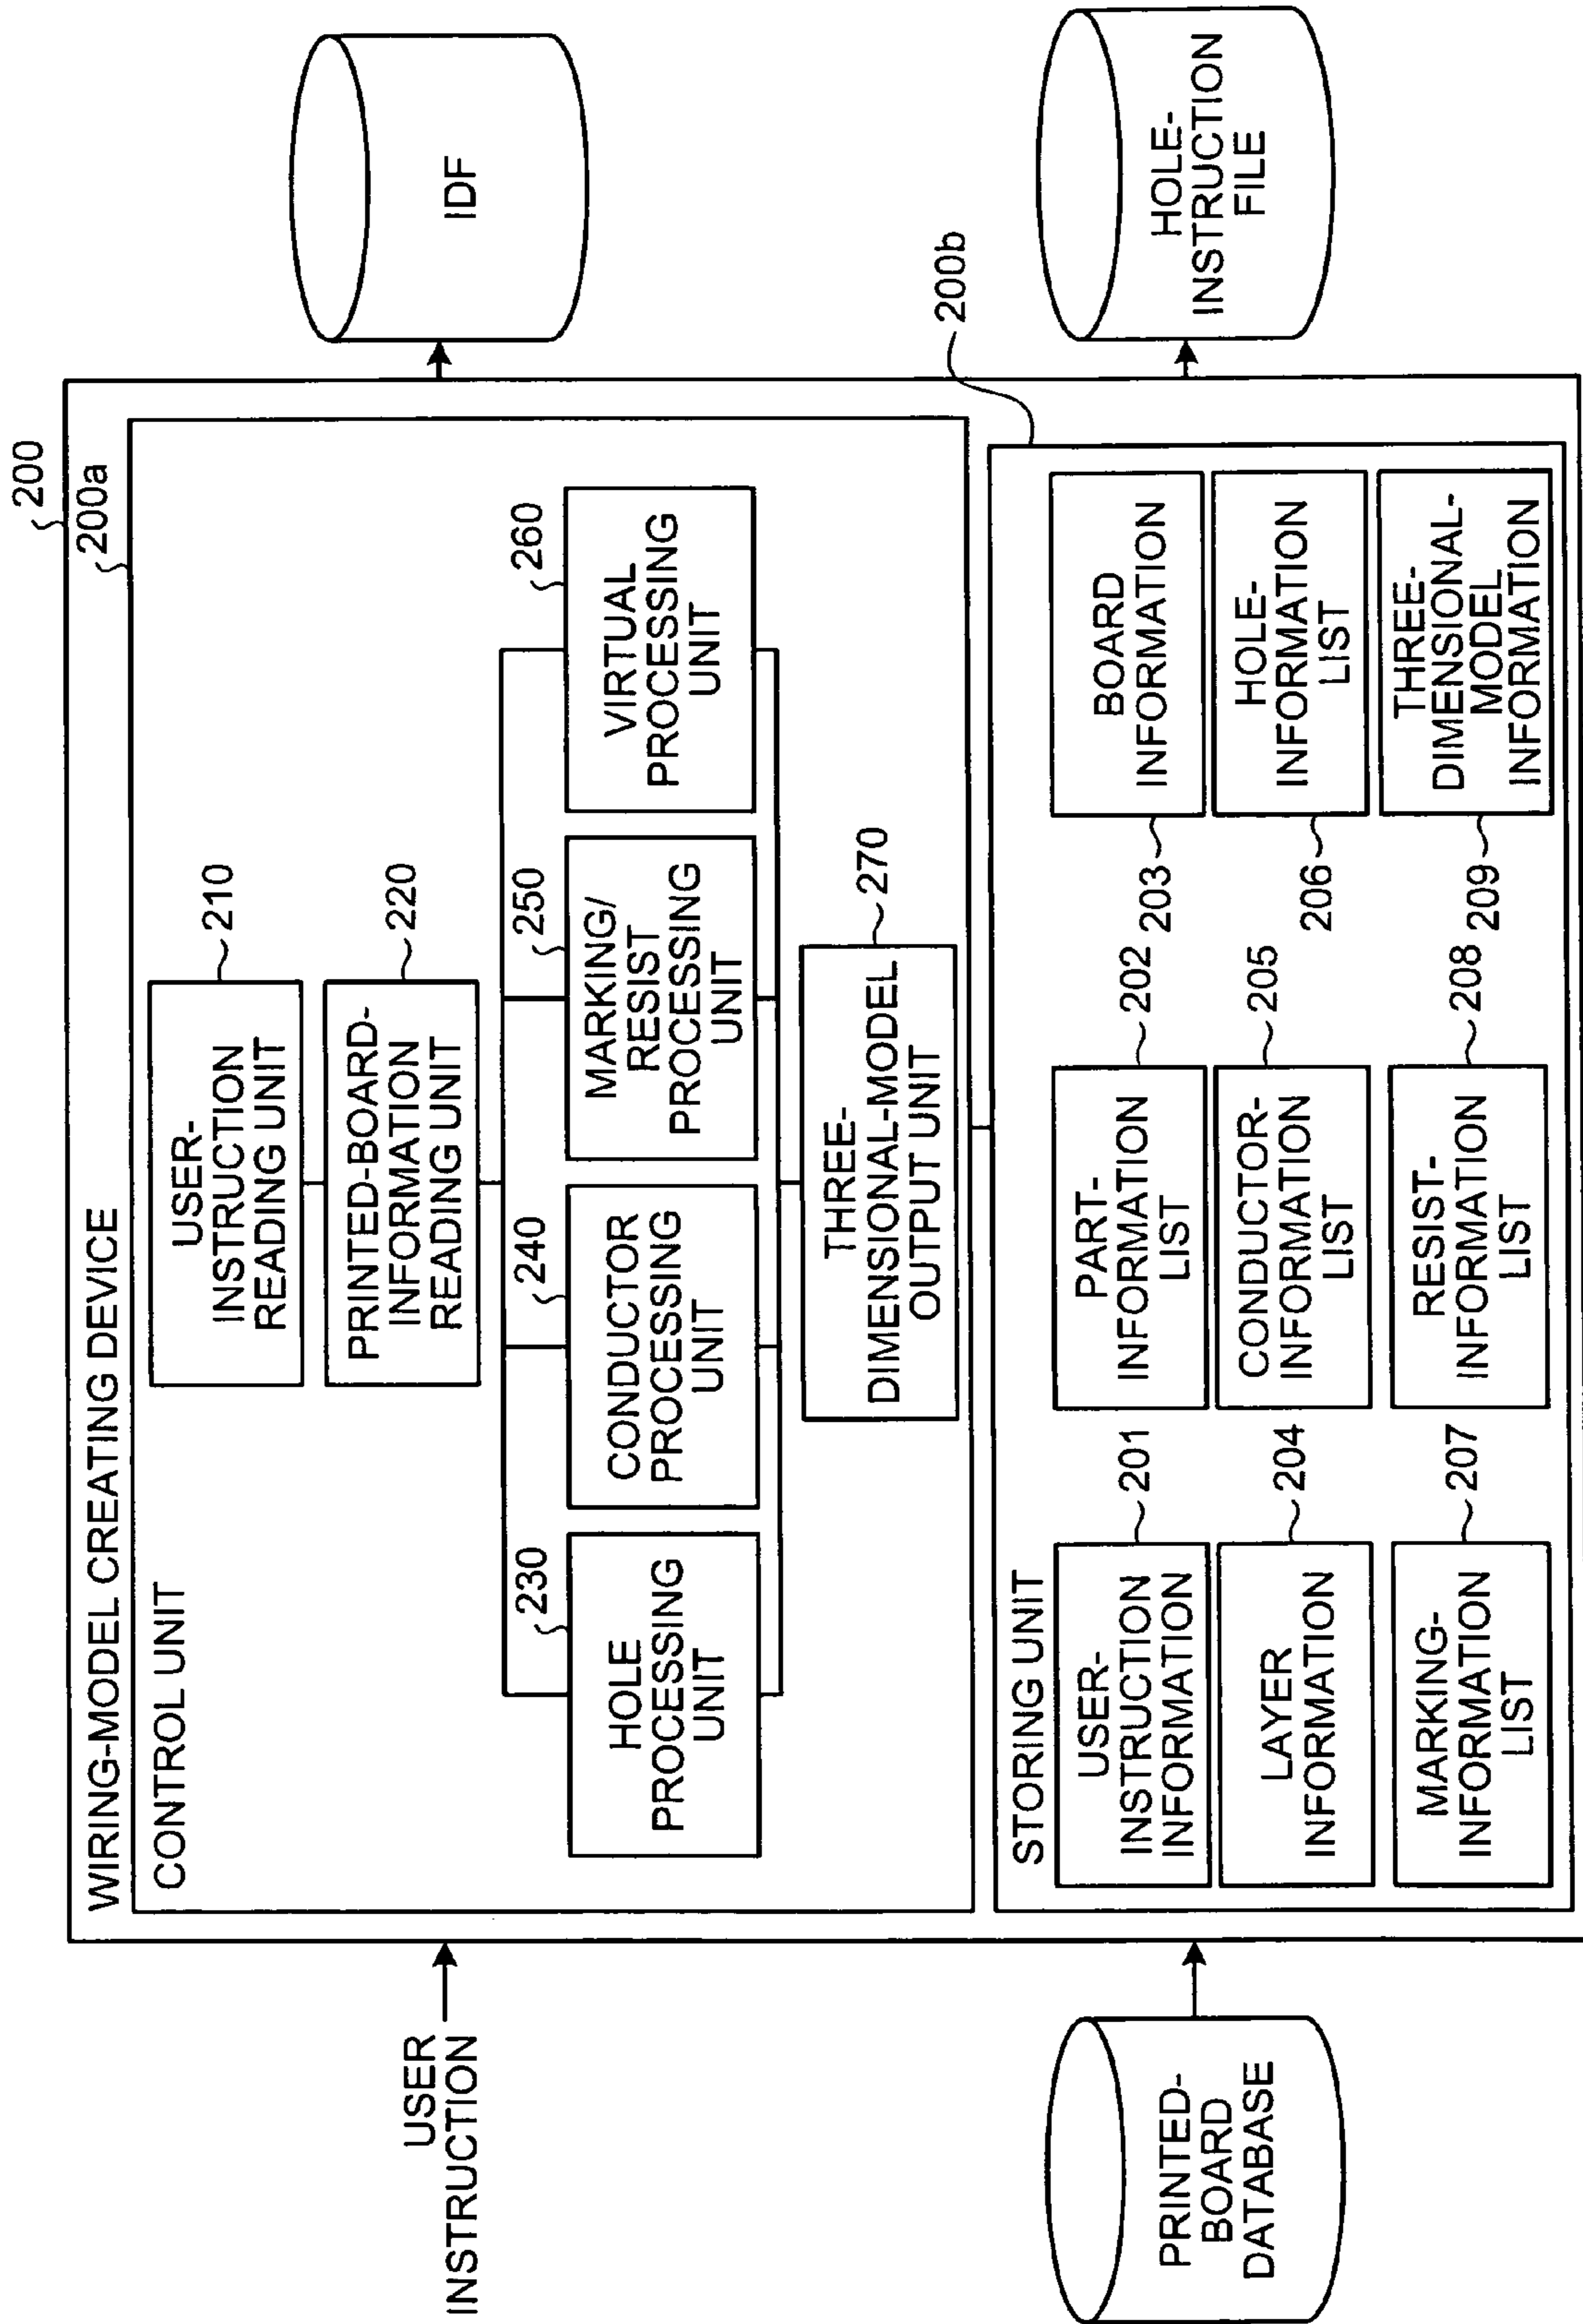 200
WIRING-MODEL CREATING DEVICE
200a
CONTROL UNIT
USER-
INSTRUCTION
READING UNIT
210
PRINTED-BOARD-
INFORMATION
READING UNIT
220
230
HOLE
PROCESSING
UNIT
240
CONDUCTOR
PROCESSING
UNIT
250
MARKING/
RESIST
PROCESSING
UNIT
260
VIRTUAL
PROCESSING
UNIT
THREE-
DIMENSIONAL-MODEL
OUTPUT UNIT
270
USER
INSTRUCTION
IDF
200b
STORING UNIT
USER-
INSTRUCTION
INFORMATION
201
PART-
INFORMATION
LIST
202
BOARD
INFORMATION
203
LAYER
INFORMATION
204
CONDUCTOR-
INFORMATION
LIST
205
HOLE-
INFORMATION
LIST
206
MARKING-
INFORMATION
LIST
207
RESIST-
INFORMATION
LIST
208
THREE-
DIMENSIONAL-
MODEL
INFORMATION
209
PRINTED-
BOARD
DATABASE
HOLE-
INSTRUCTION
FILE